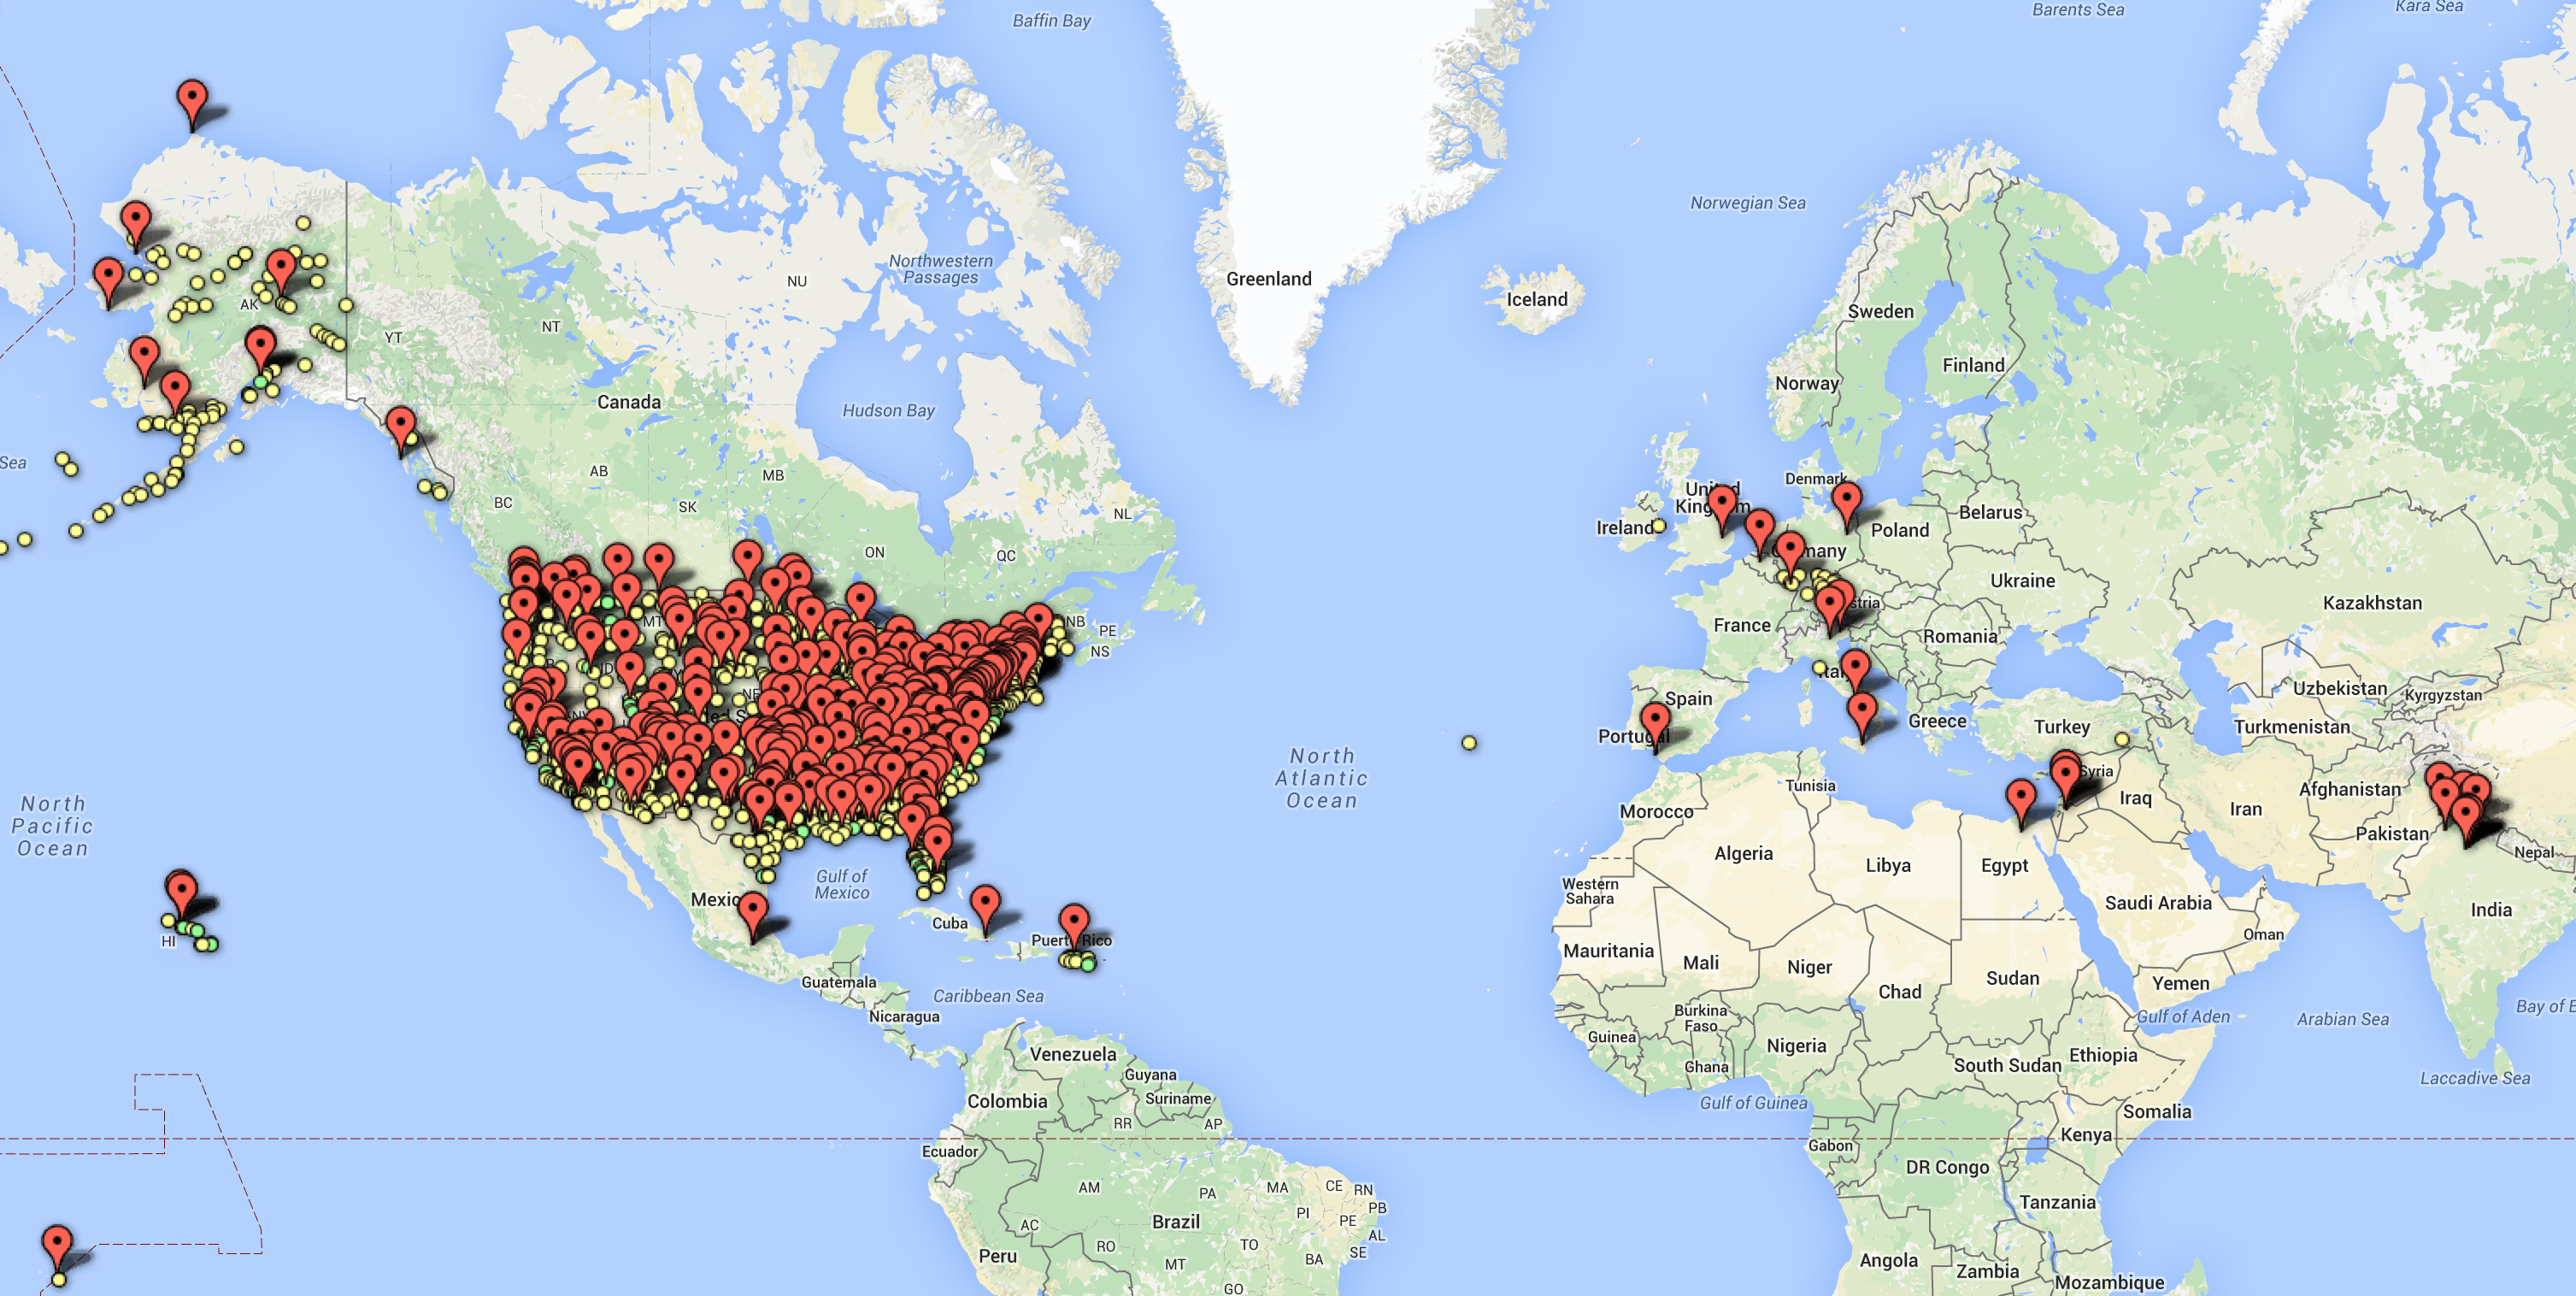 Baffin Bay
Barents Sea
Kara Sea
Norwegian Sea
Northwestern
Passages
NU
Greenland
Iceland
AK
NT
YT
Sweden
Finland
Norway
Canada
Hudson Bay
Sea
AB
MB
BC
SK
NL
ON
QC
Denmark
United
Kingdom
Ireland
Poland
Belarus
Germany
Ukraine
Kazakhstan
MT
NB
PE
NS
France
Romania
Spain
Portugal
Greece
Turkey
Uzbekistan
Kyrgyzstan
Turkmenistan
North
Atlantic
Ocean
North
Pacific
Ocean
Syria
Tunisia
Morocco
Iraq
Iran
Afghanistan
Pakistan
Nepal
Algeria
Libya
Egypt
Western
Sahara
Saudi Arabia
India
Gulf of
Mexico
Mexico
Cuba
Puerto Rico
HI
Oman
Mauritania
Mali
Niger
Chad
Sudan
Yemen
Guatemala
Caribbean Sea
Nicaragua
Burkina
Faso
Guinea
Gulf of Aden
Arabian Sea
Bay of
Nigeria
Ghana
Ethiopia
South Sudan
Laccadive Sea
Venezuela
Guyana
Suriname
Colombia
RR
AP
Gulf of Guinea
Somalia
Kenya
Gabon
Ecuador
DR Congo
AM
PA
MA
CE
RN
PB
PI
PE
AL
SE
AC
Brazil
TO
BA
RO
MT
GO
Peru
Tanzania
Angola
Zambia
Mozambique